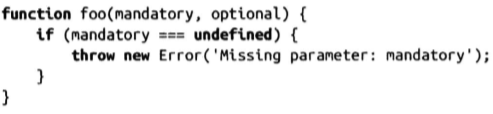 function foo(mandatory, optional) {
    if (mandatory === undefined) {
        throw new Error('Missing parameter: mandatory');
    }
}